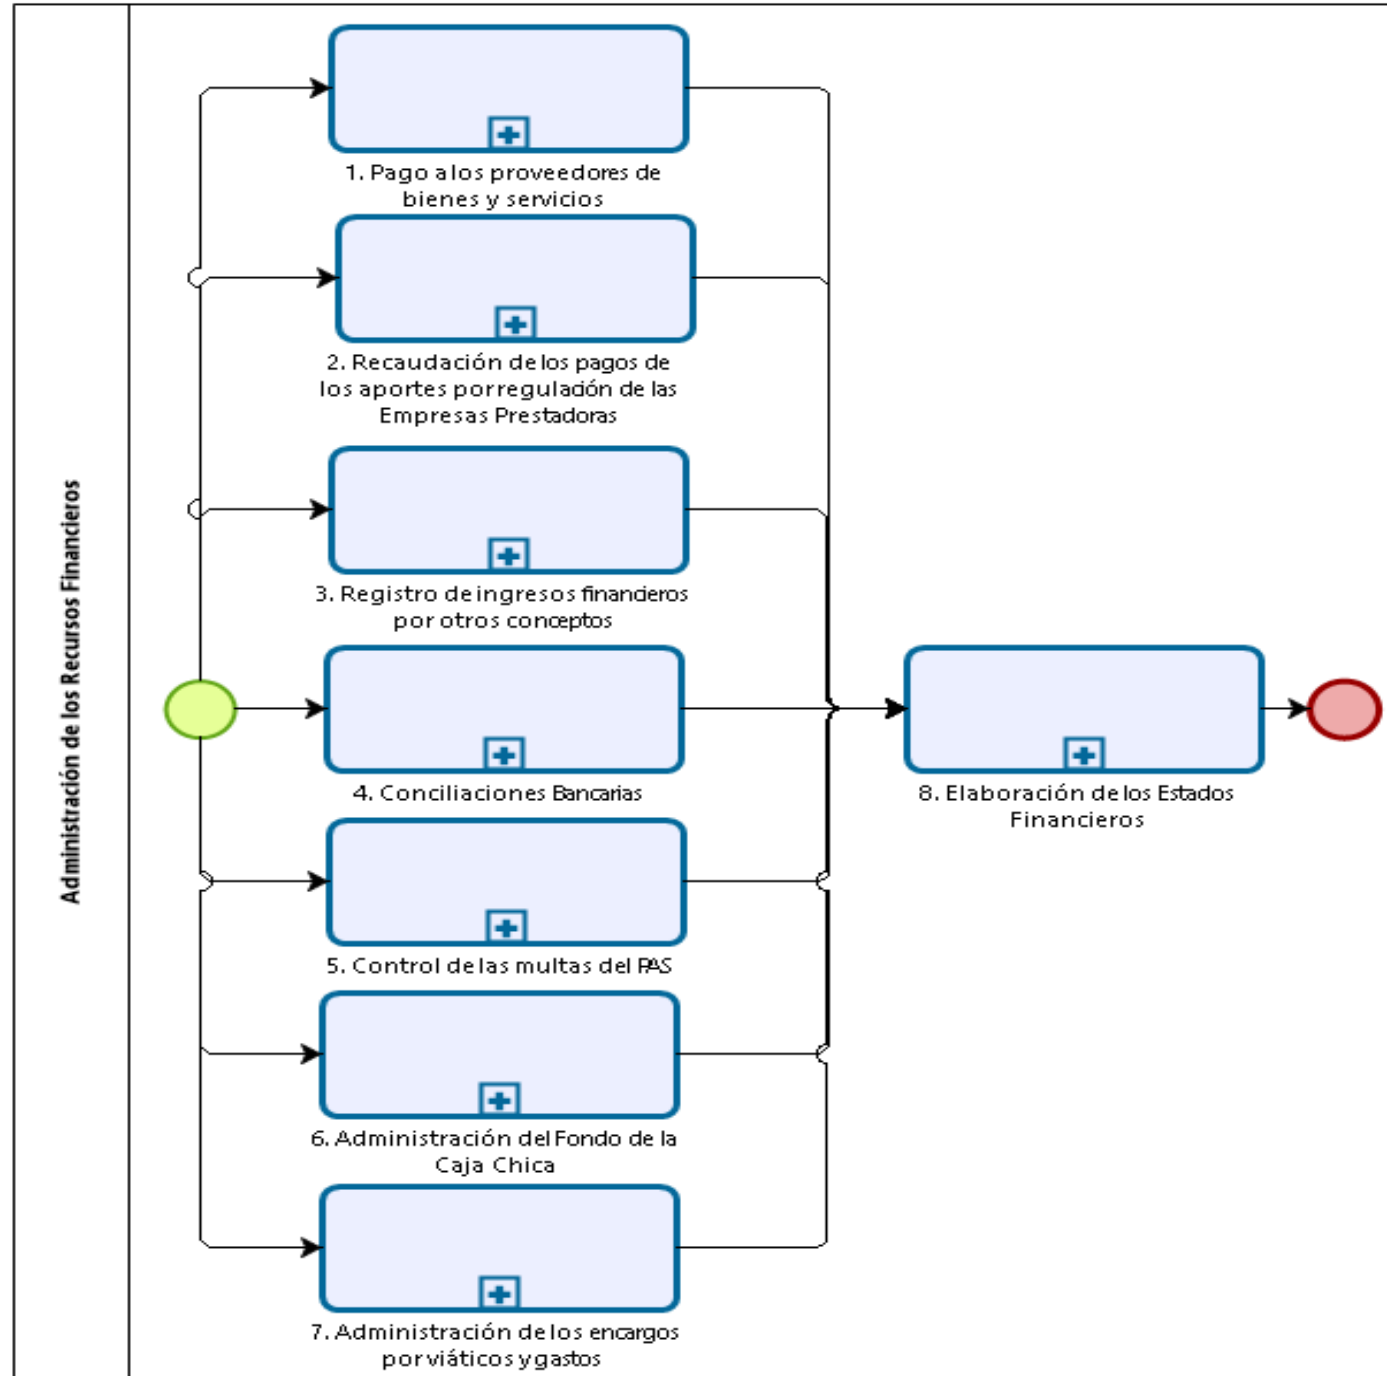 Administración de los Recursos Financieros
1. Pago a los proveedores de
bienes y servicios
2. Recaudación de los pagos de
los aportes por regulación de las
Empresas Prestadoras
3. Registro de ingresos financieros
por otros conceptos
4. Conciliaciones Bancarias
5. Control de las multas del PAS
6. Administración del Fondo de la
Caja Chica
7. Administración de los encargos
por viáticos y gastos
8. Elaboración de los Estados
Financieros